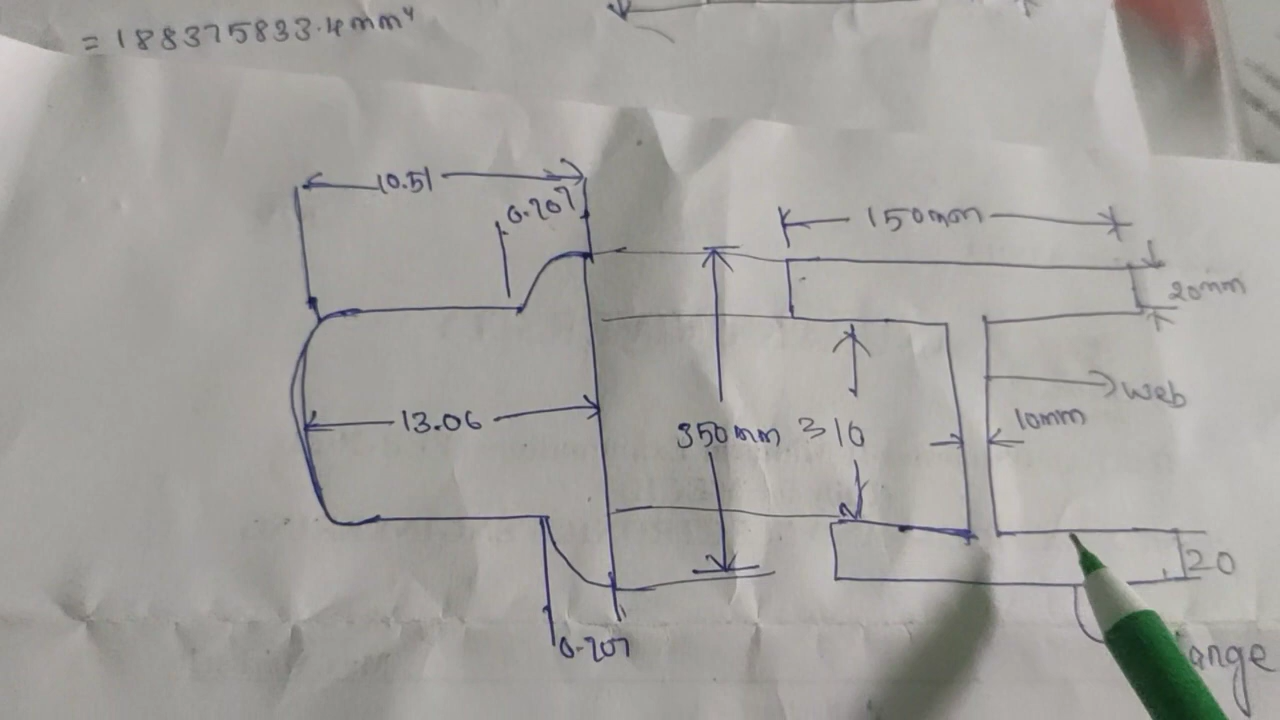 = 188375833.4mm⁴
10.51
0.207
150mm
20mm
web
13.06
350mm
310
10mm
20
0.207
ange